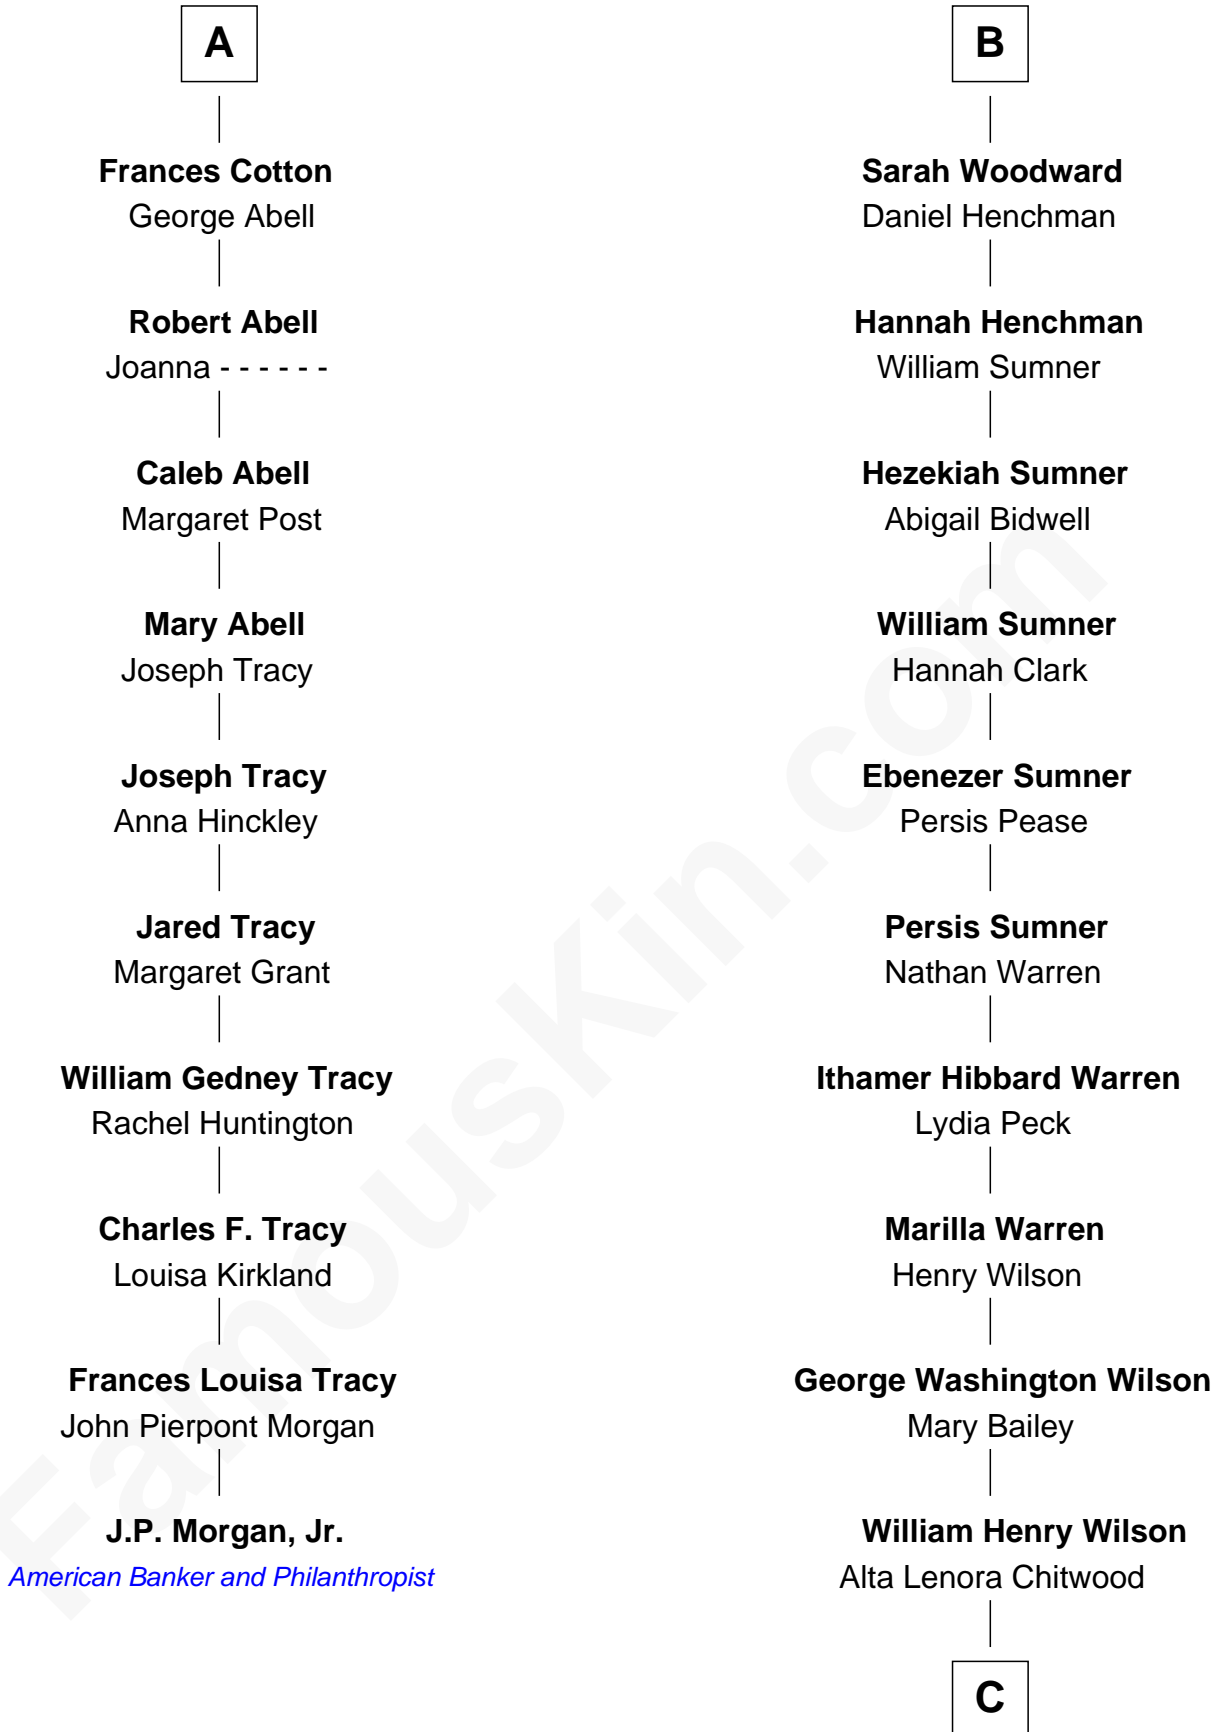 A
Frances Cotton
George Abell
Robert Abell
Joanna - - - - - -
Caleb Abell
Margaret Post
Mary Abell
Joseph Tracy
Joseph Tracy
Anna Hinckley
Jared Tracy
Margaret Grant
William Gedney Tracy
Rachel Huntington
Charles F. Tracy
Louisa Kirkland
Frances Louisa Tracy
John Pierpont Morgan
J.P. Morgan, Jr.
American Banker and Philanthropist
B
Sarah Woodward
Daniel Henchman
Hannah Henchman
William Sumner
Hezekiah Sumner
Abigail Bidwell
William Sumner
Hannah Clark
Ebenezer Sumner
Persis Pease
Persis Sumner
Nathan Warren
Ithamer Hibbard Warren
Lydia Peck
Marilla Warren
Henry Wilson
George Washington Wilson
Mary Bailey
William Henry Wilson
Alta Lenora Chitwood
C
FamousKin.com